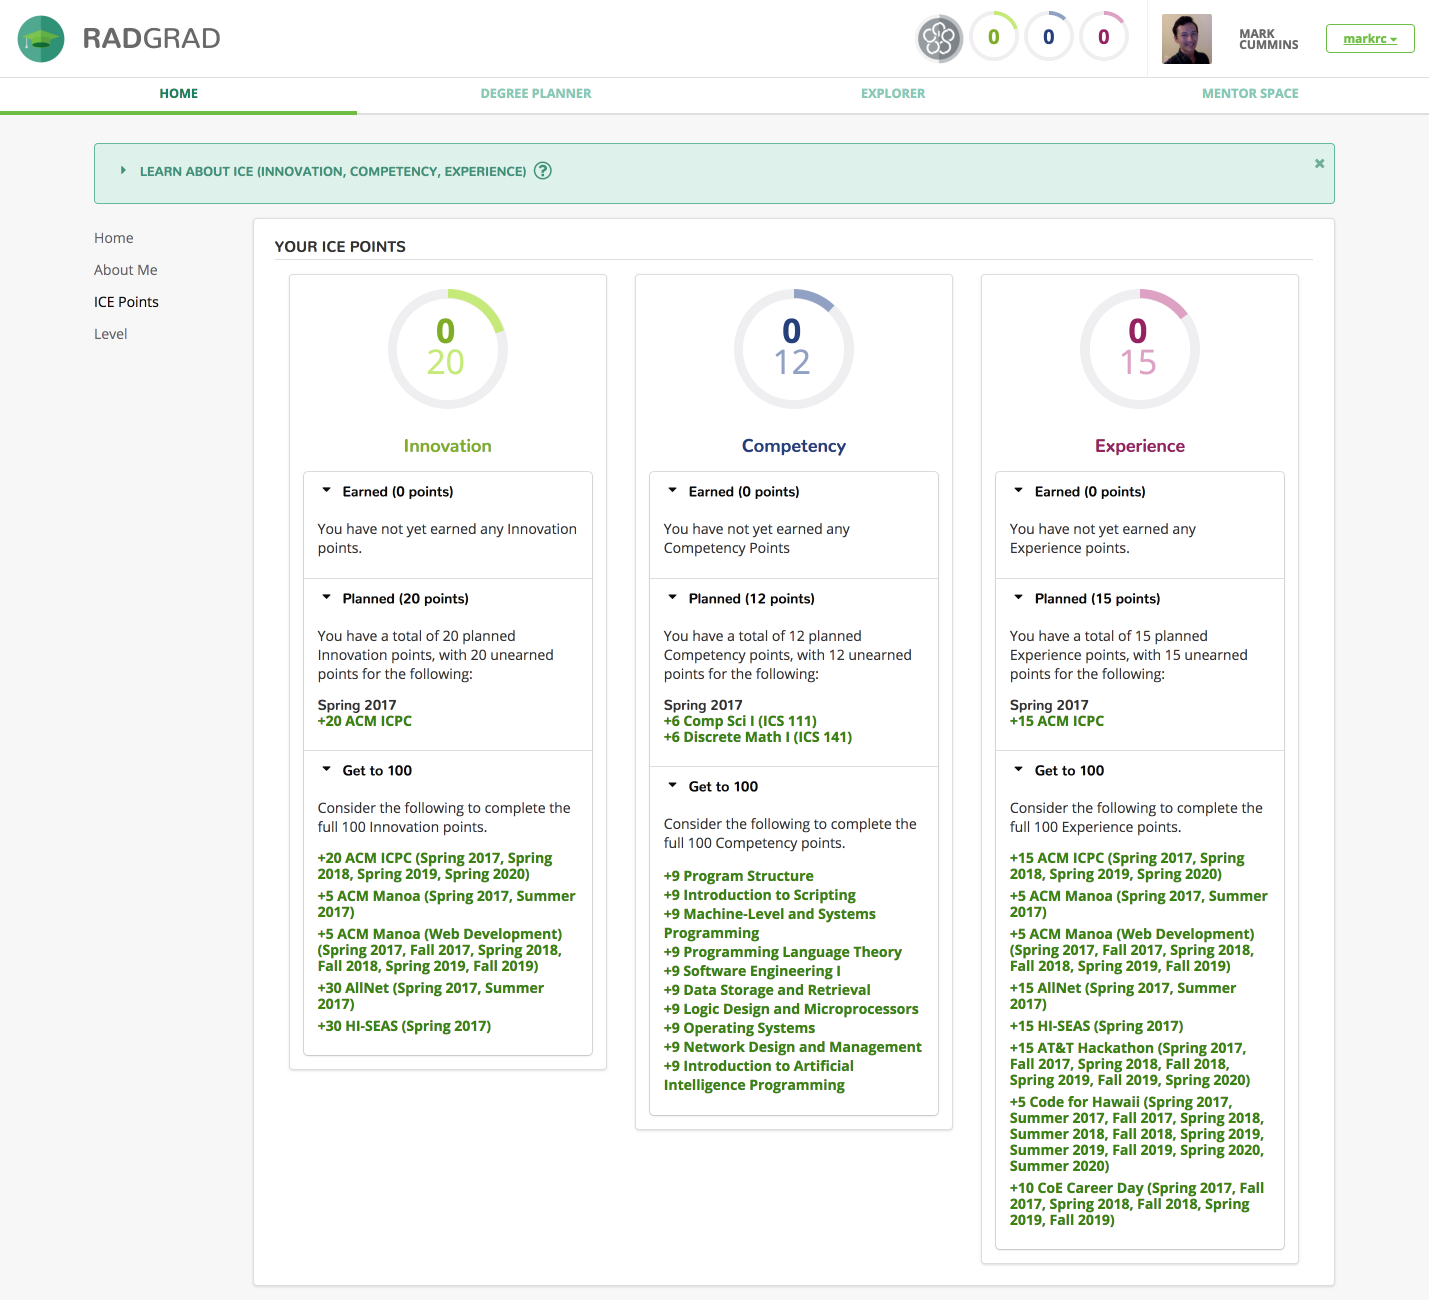 RADGRAD
0 0 0
MARK
CUMMINS
markrc
HOME DEGREE PLANNER EXPLORER MENTOR SPACE
LEARN ABOUT ICE (INNOVATION, COMPETENCY, EXPERIENCE) ?
Home
About Me
ICE Points
Level
YOUR ICE POINTS
0
20
Innovation
Earned (0 points)
You have not yet earned any Innovation
points.
Planned (20 points)
You have a total of 20 planned
Innovation points, with 20 unearned
points for the following:
Spring 2017
+20 ACM ICPC
Get to 100
Consider the following to complete the
full 100 Innovation points.
+20 ACM ICPC (Spring 2017, Spring
2018, Spring 2019, Spring 2020)
+5 ACM Manoa (Spring 2017, Summer
2017)
+5 ACM Manoa (Web Development)
(Spring 2017, Fall 2017, Spring 2018,
Fall 2018, Spring 2019, Fall 2019)
+30 AllNet (Spring 2017, Summer
2017)
+30 HI-SEAS (Spring 2017)
0
12
Competency
Earned (0 points)
You have not yet earned any
Competency Points
Planned (12 points)
You have a total of 12 planned
Competency points, with 12 unearned
points for the following:
Spring 2017
+6 Comp Sci I (ICS 111)
+6 Discrete Math I (ICS 141)
Get to 100
Consider the following to complete the
full 100 Competency points.
+9 Program Structure
+9 Introduction to Scripting
+9 Machine-Level and Systems
Programming
+9 Programming Language Theory
+9 Software Engineering I
+9 Data Storage and Retrieval
+9 Logic Design and Microprocessors
+9 Operating Systems
+9 Network Design and Management
+9 Introduction to Artificial
Intelligence Programming
0
15
Experience
Earned (0 points)
You have not yet earned any
Experience points.
Planned (15 points)
You have a total of 15 planned
Experience points, with 15 unearned
points for the following:
Spring 2017
+15 ACM ICPC
Get to 100
Consider the following to complete the
full 100 Experience points.
+15 ACM ICPC (Spring 2017, Spring
2018, Spring 2019, Spring 2020)
+5 ACM Manoa (Spring 2017, Summer
2017)
+5 ACM Manoa (Web Development)
(Spring 2017, Fall 2017, Spring 2018,
Fall 2018, Spring 2019, Fall 2019)
+15 AllNet (Spring 2017, Summer
2017)
+15 HI-SEAS (Spring 2017)
+15 AT&T Hackathon (Spring 2017,
Fall 2017, Spring 2018, Fall 2018,
Spring 2019, Fall 2019, Spring 2020)
+5 Code for Hawaii (Spring 2017,
Summer 2017, Fall 2017, Spring 2018,
Summer 2018, Fall 2018, Spring 2019,
Summer 2019, Fall 2019, Spring 2020,
Summer 2020)
+10 CoE Career Day (Spring 2017, Fall
2017, Spring 2018, Fall 2018, Spring
2019, Fall 2019)